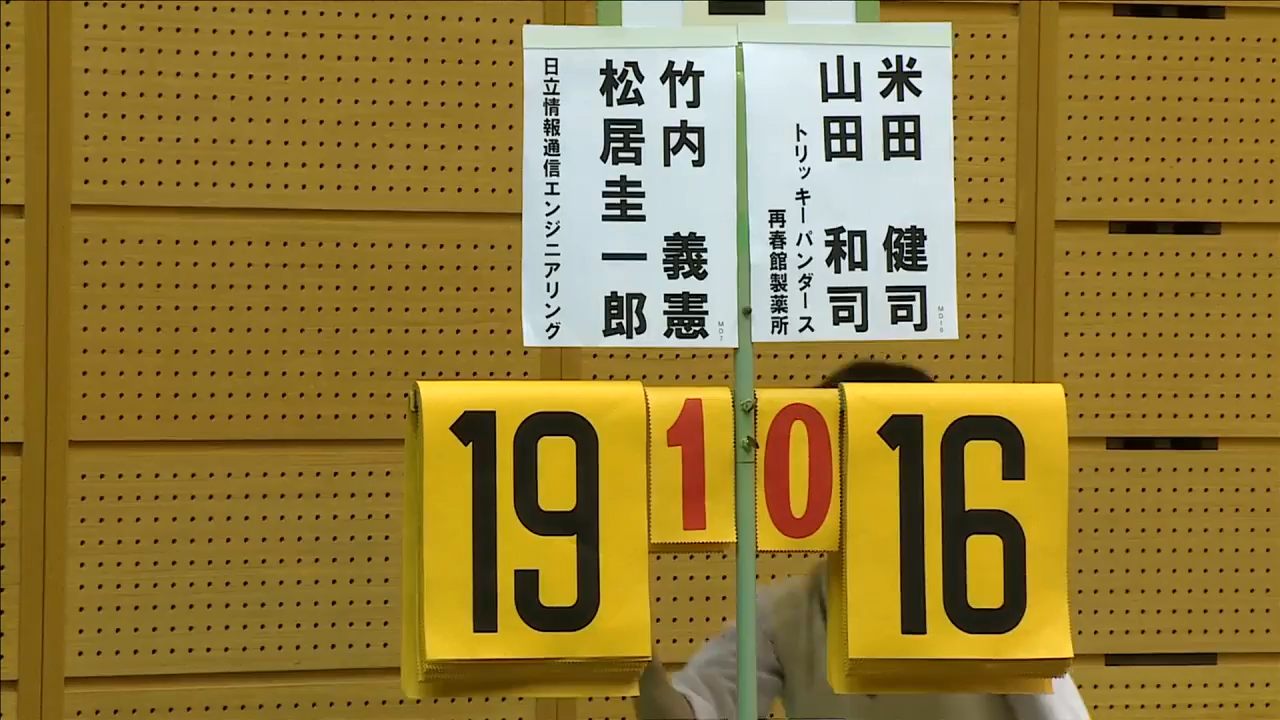 竹内 義憲
松居圭一郎
日立情報通信エンジニアリング
米田 健司
山田 和司
トリッキーパンダース
再春館製薬所
19
1
0
16